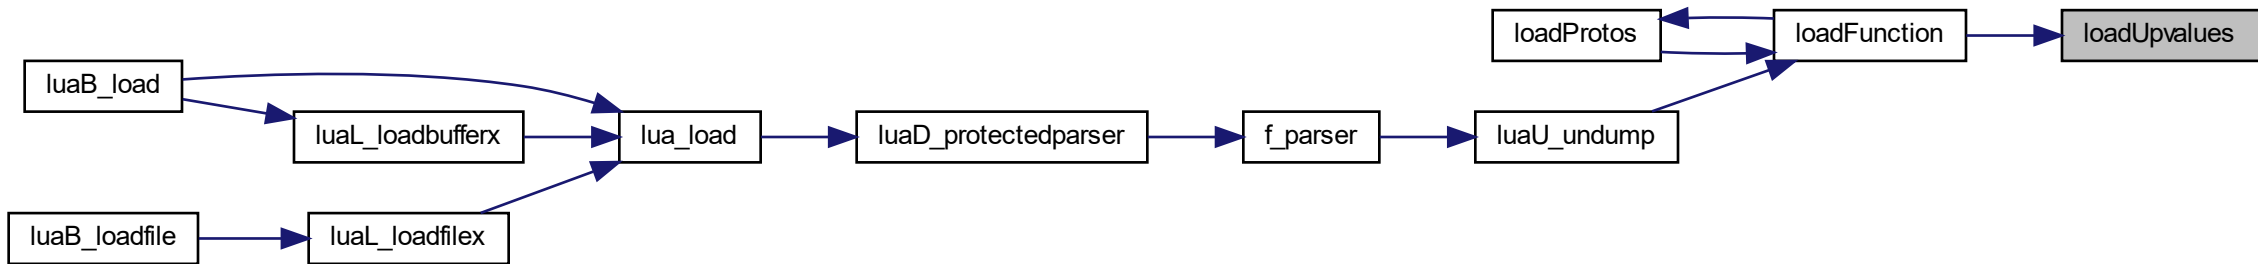 loadProtos
loadFunction
loadUpvalues
luaB_load
luaL_loadbufferx
lua_load
luaD_protectedparser
f_parser
luaU_undump
luaB_loadfile
luaL_loadfilex